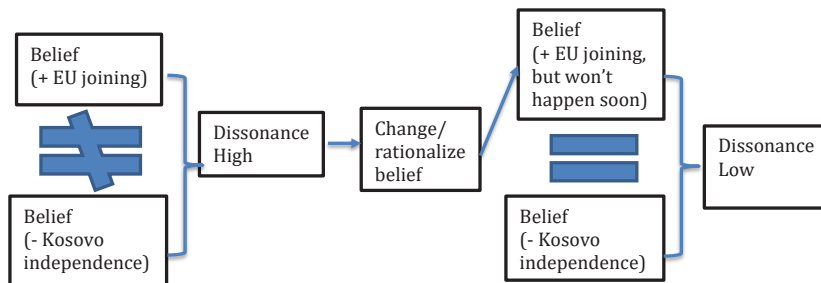 Belief
(+ EU joining)
Belief
(- Kosovo
independence)
Dissonance
High
Change/
rationalize
belief
Belief
(+ EU joining,
but won't
happen soon)
Belief
(- Kosovo
independence)
Dissonance
Low